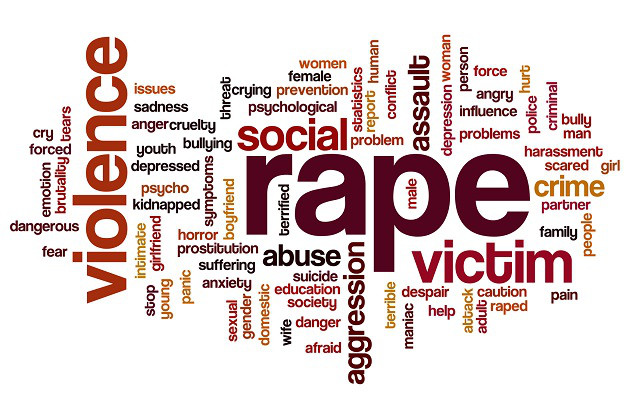 violence
issues
sadness
anger
cruelty
threat
crying
women
female
prevention
psychological
statistics
report
human
conflict
assault
depression
woman
person
force
angry
hurt
influence
police
criminal
problems
bully
man
cry
tears
forced
emotion
brutality
youth
bullying
depressed
social
problem
harassment
scared
girl
psycho
kidnapped
symptoms
boyfriend
rape
terrified
male
crime
partner
dangerous
fear
intimate
girlfriend
horror
prostitution
suffering
abuse
aggression
victim
family
people
stop
young
panic
anxiety
suicide
education
society
sexual
gender
domestic
wife
danger
afraid
terrible
maniac
despair
help
attack
adult
caution
raped
pain